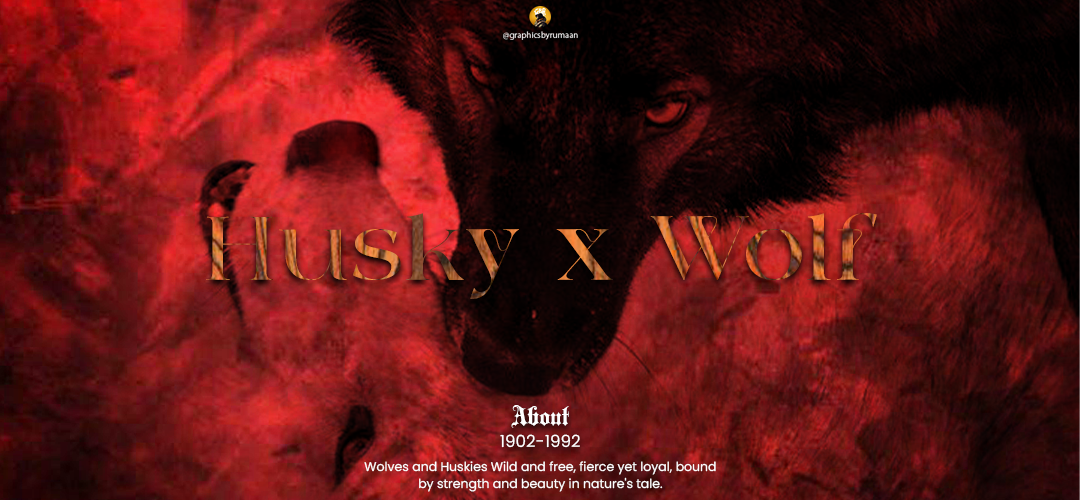 @graphicsbyrumaan
Husky x Wolf
About
1902-1992
Wolves and Huskies Wild and free, fierce yet loyal, bound
by strength and beauty in nature's tale.